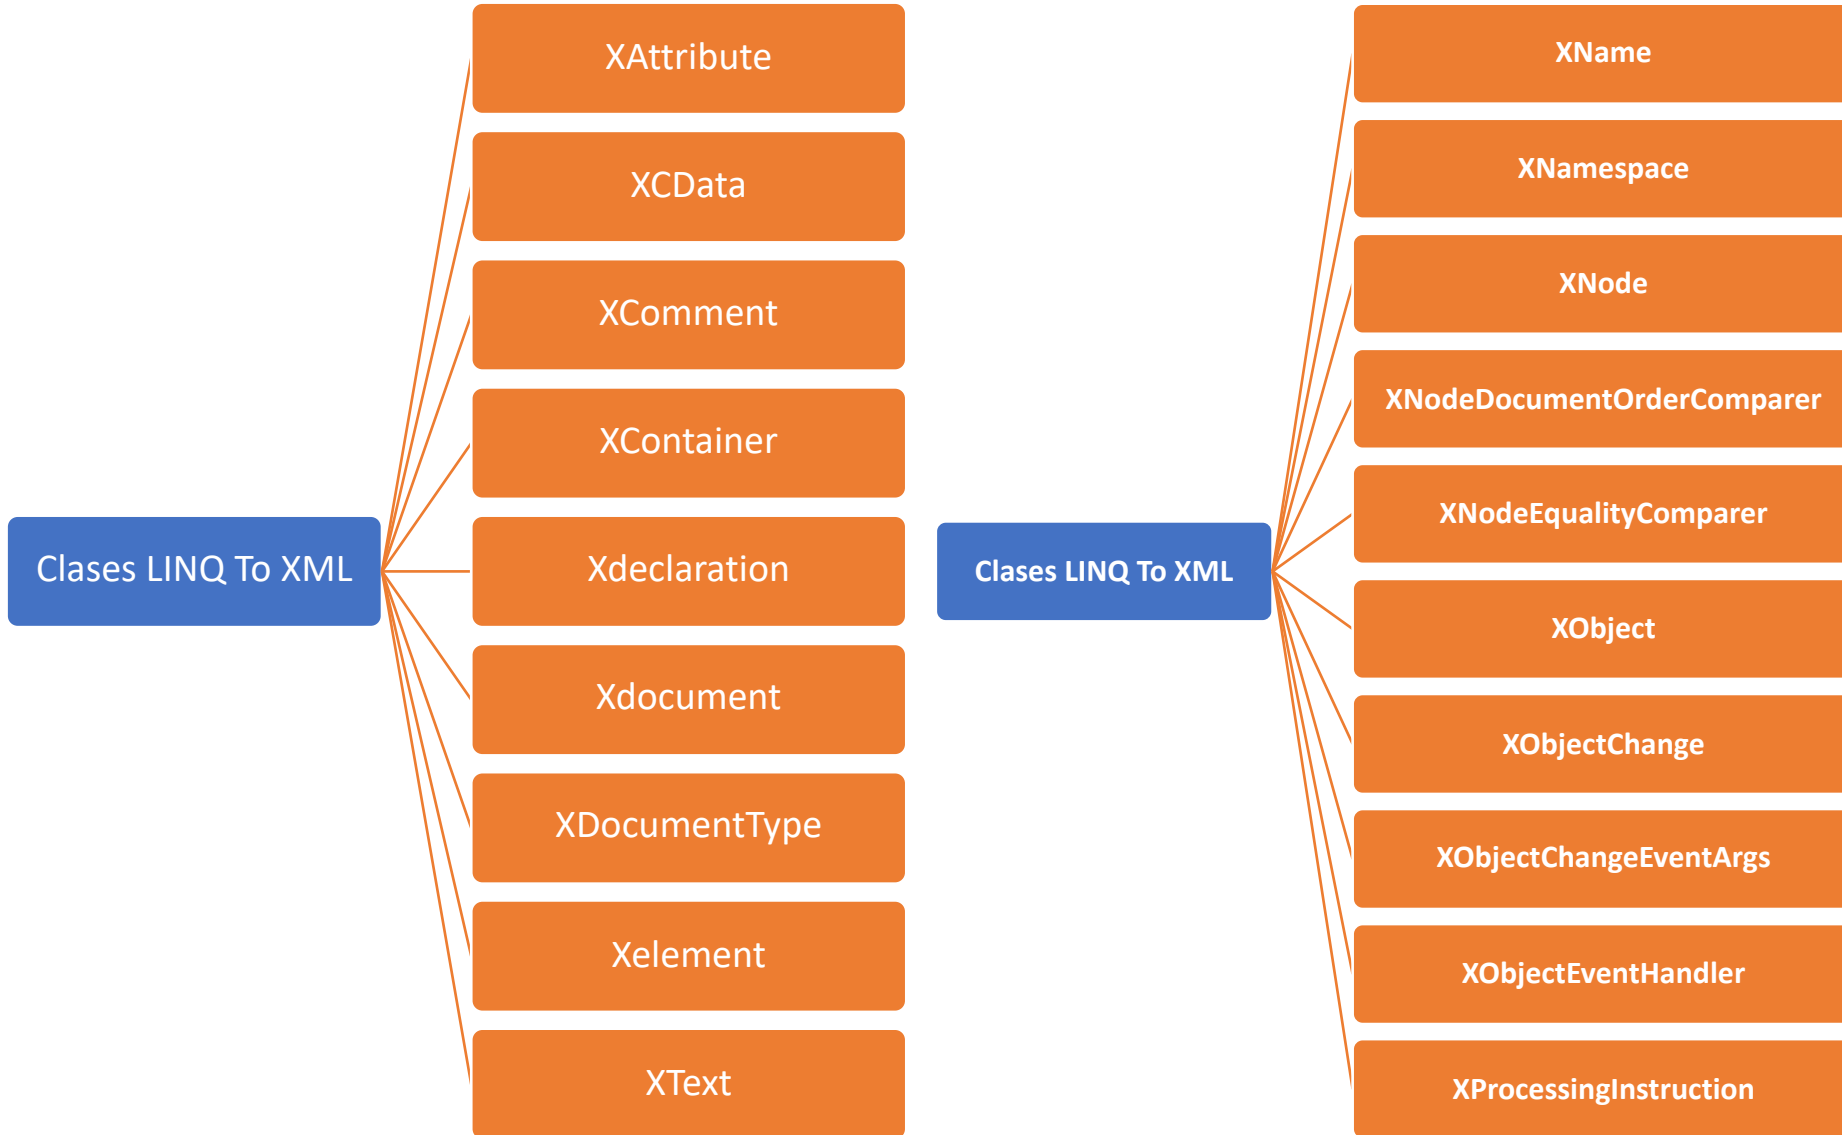 Clases LINQ To XML
XAttribute
XCData
XComment
XContainer
Xdeclaration
Xdocument
XDocumentType
Xelement
XText
Clases LINQ To XML
XName
XNamespace
XNode
XNodeDocumentOrderComparer
XNodeEqualityComparer
XObject
XObjectChange
XObjectChangeEventArgs
XObjectEventHandler
XProcessingInstruction